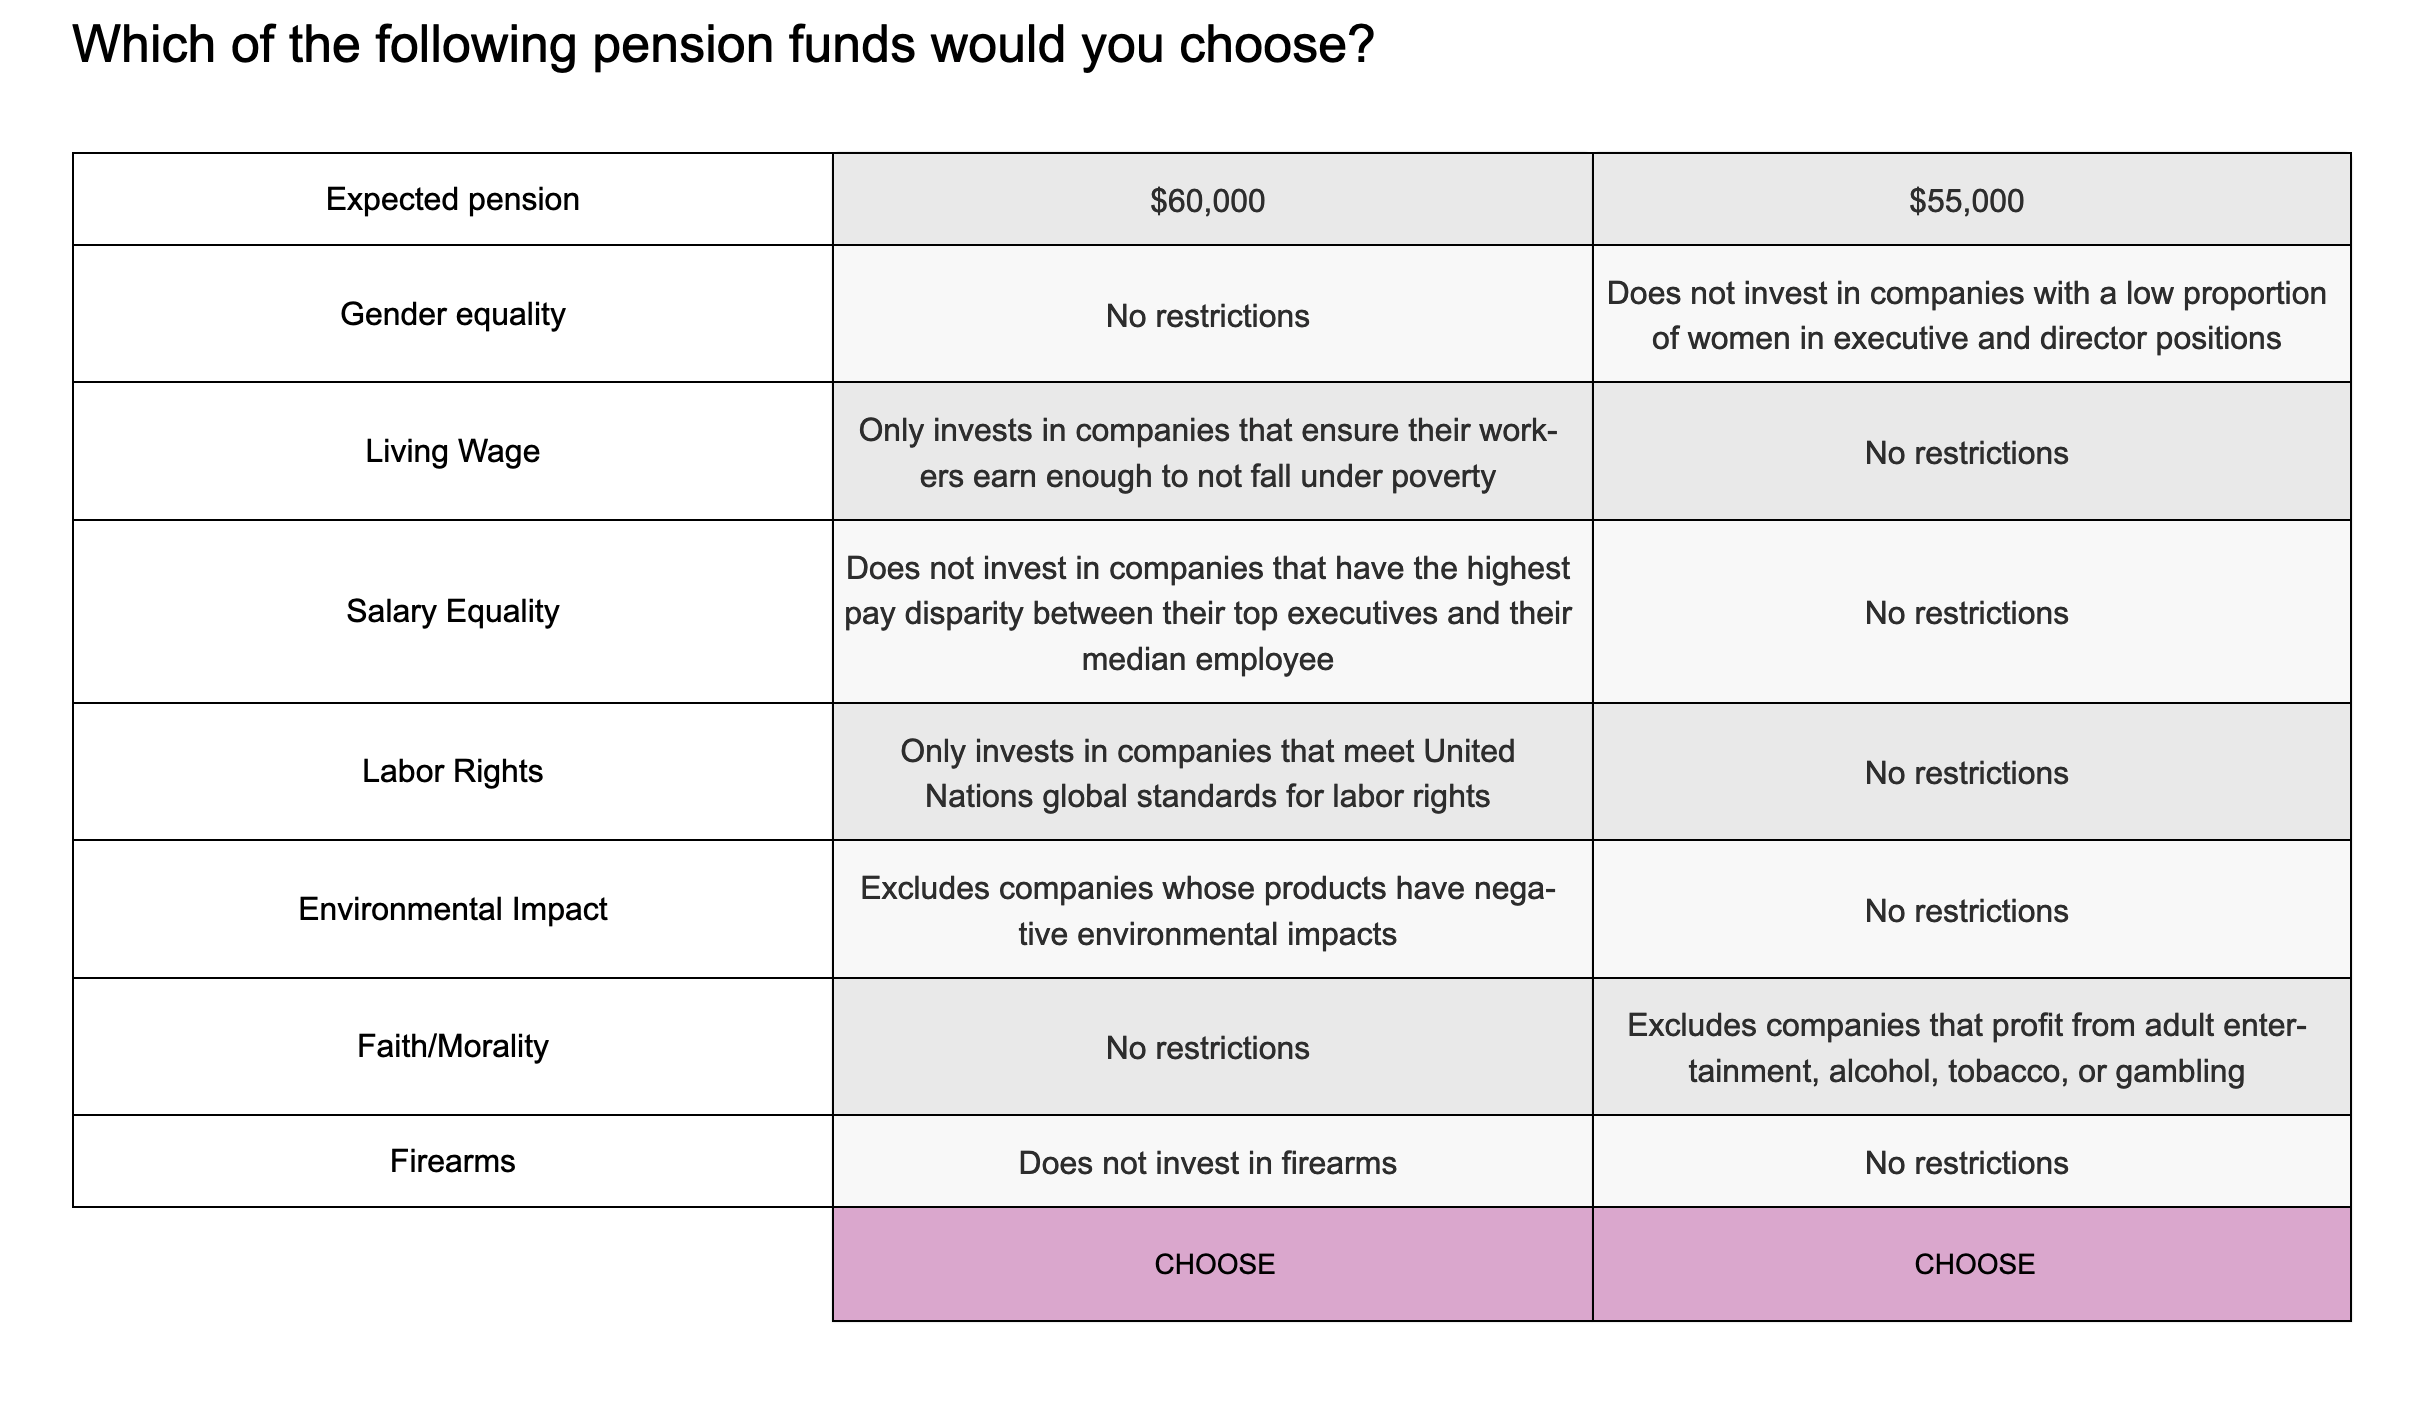 Which of the following pension funds would you choose?
Expected pension
$60,000
$55,000
Gender equality
No restrictions
Does not invest in companies with a low proportion
of women in executive and director positions
Living Wage
Only invests in companies that ensure their work-
ers earn enough to not fall under poverty
No restrictions
Salary Equality
Does not invest in companies that have the highest
pay disparity between their top executives and their
median employee
No restrictions
Labor Rights
Only invests in companies that meet United
Nations global standards for labor rights
No restrictions
Environmental Impact
Excludes companies whose products have nega-
tive environmental impacts
No restrictions
Faith/Morality
No restrictions
Excludes companies that profit from adult enter-
tainment, alcohol, tobacco, or gambling
Firearms
Does not invest in firearms
No restrictions
CHOOSE
CHOOSE